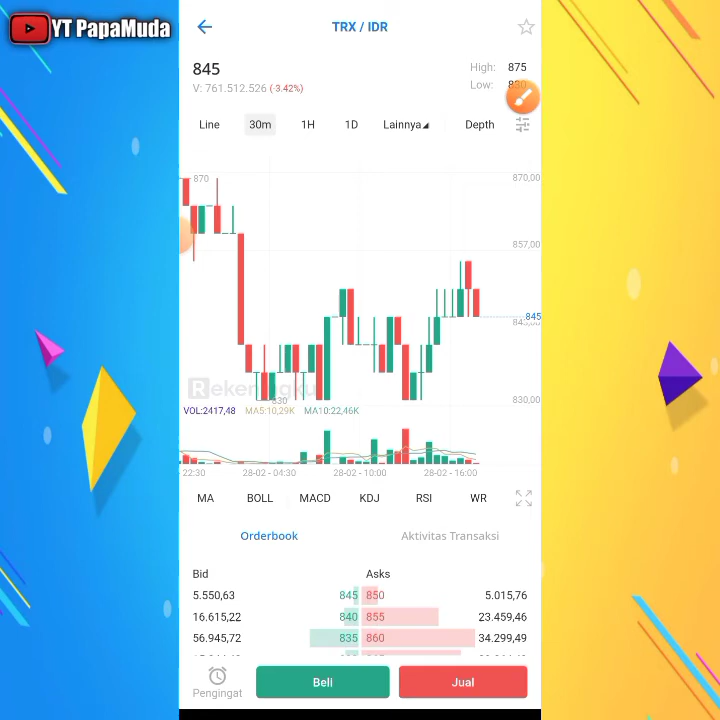 YT PapaMuda
TRX / IDR
845
High: 875
V: 761.512.526 (-3.42%)
Low: 830
Line 30m 1H 1D Lainnya Depth
870
870,00
857,00
845
843,00
Rekeningku
830
830,00
VOL:2417,48 MA5:10,29K MA10:22,46K
22:30 28-02 - 04:30 28-02 - 10:00 28-02 - 16:00
MA BOLL MACD KDJ RSI WR
Orderbook Aktivitas Transaksi
Bid Asks
5.550,63 845 850 5.015,76
16.615,22 840 855 23.459,46
56.945,72 835 860 34.299,49
Pengingat Beli Jual